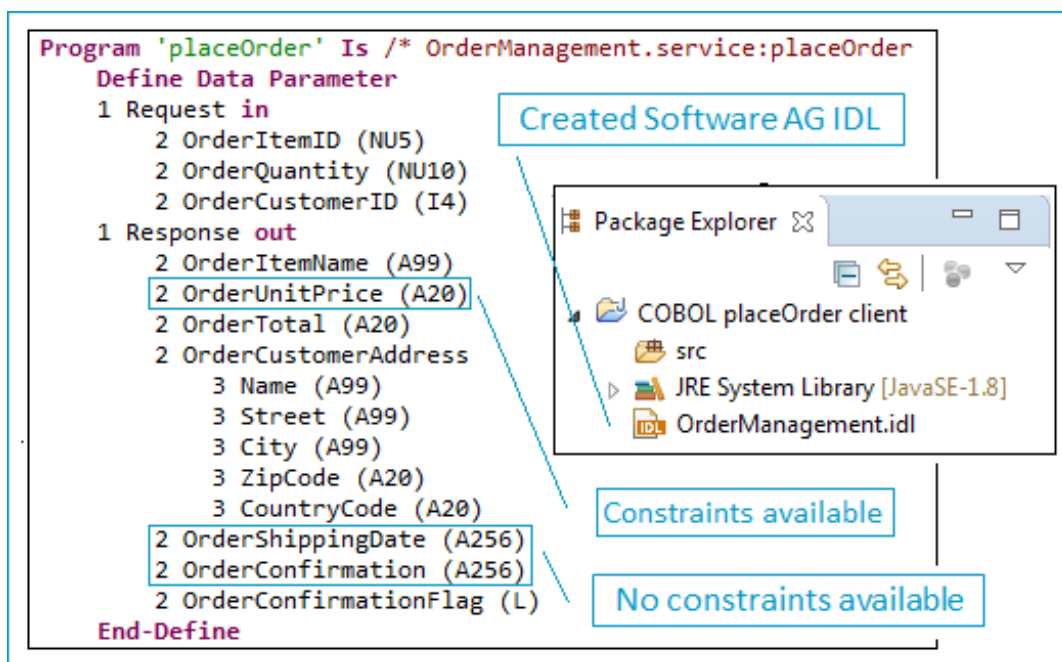 Program 'placeOrder' Is /* OrderManagement.service:placeOrder
Define Data Parameter
1 Request in
2 OrderItemID (NU5)
2 OrderQuantity (NU10)
2 OrderCustomerID (I4)
1 Response out
2 OrderItemName (A99)
2 OrderUnitPrice (A20)
2 OrderTotal (A20)
2 OrderCustomerAddress
3 Name (A99)
3 Street (A99)
3 City (A99)
3 ZipCode (A20)
3 CountryCode (A20)
2 OrderShippingDate (A256)
2 OrderConfirmation (A256)
2 OrderConfirmationFlag (L)
End-Define
Created Software AG IDL
Package Explorer
COBOL placeOrder client
src
JRE System Library [JavaSE-1.8]
IDL OrderManagement.idl
Constraints available
No constraints available